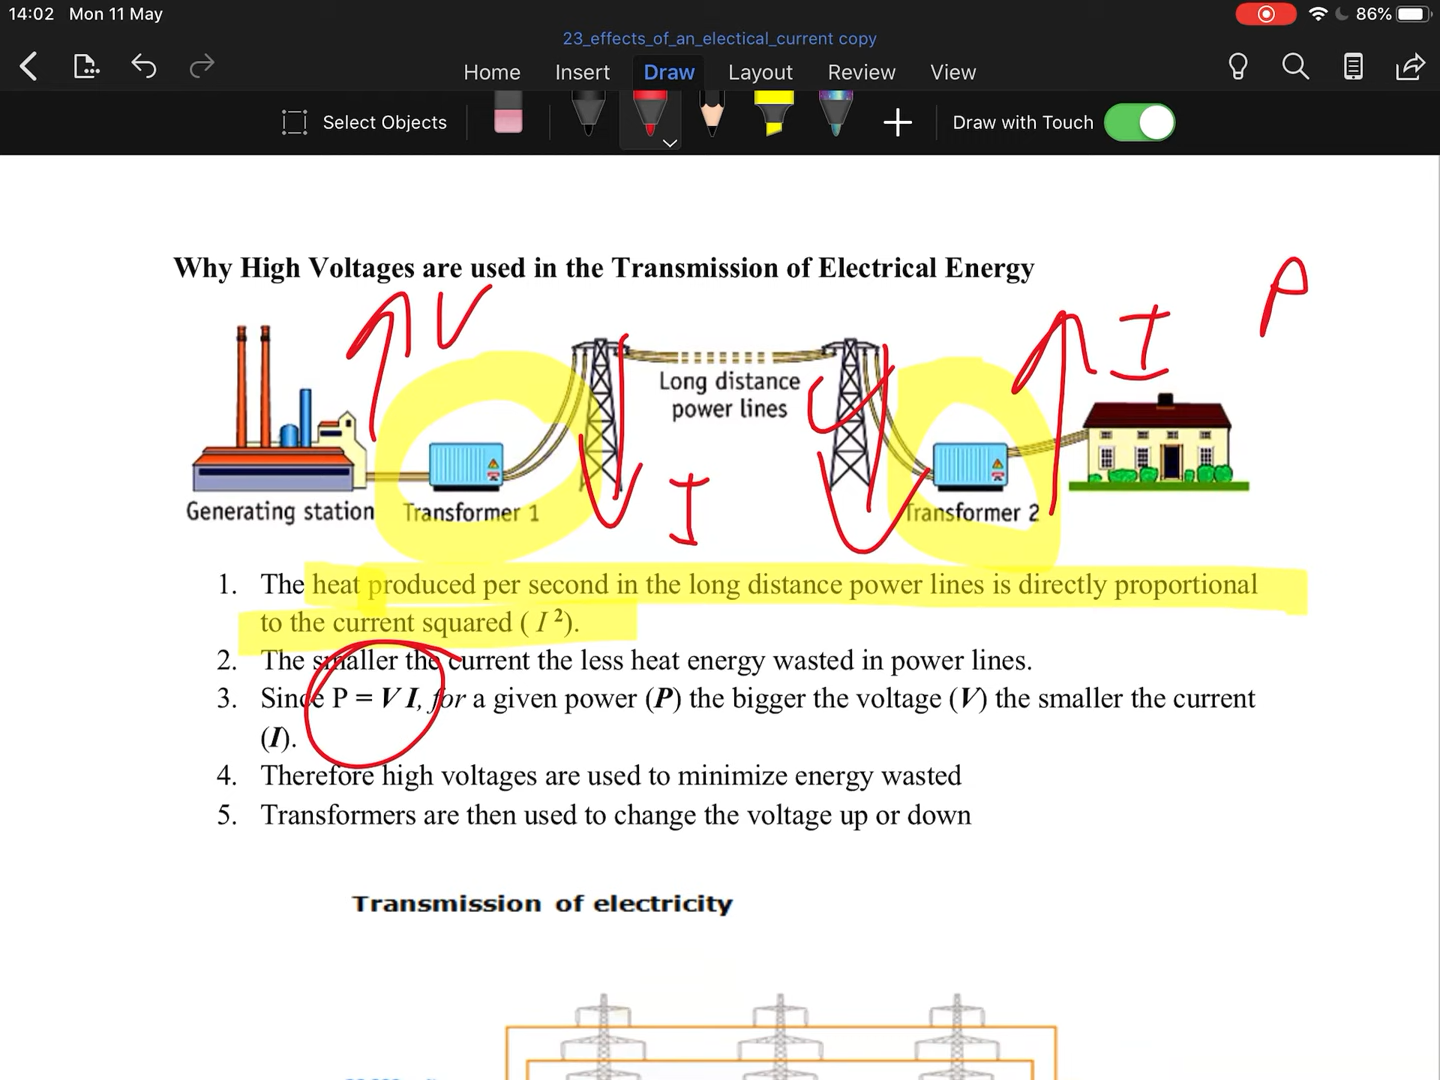 14:02 Mon 11 May
86%
23_effects_of_an_electical_current copy
Home Insert Draw Layout Review View
Select Objects
Draw with Touch
Why High Voltages are used in the Transmission of Electrical Energy
V
I
P
Long distance
power lines
I
Generating station
Transformer 1
Transformer 2
1. The heat produced per second in the long distance power lines is directly proportional
to the current squared ( I ²).
2. The smaller the current the less heat energy wasted in power lines.
3. Since P = V I, for a given power (P) the bigger the voltage (V) the smaller the current
(I).
4. Therefore high voltages are used to minimize energy wasted
5. Transformers are then used to change the voltage up or down
Transmission of electricity